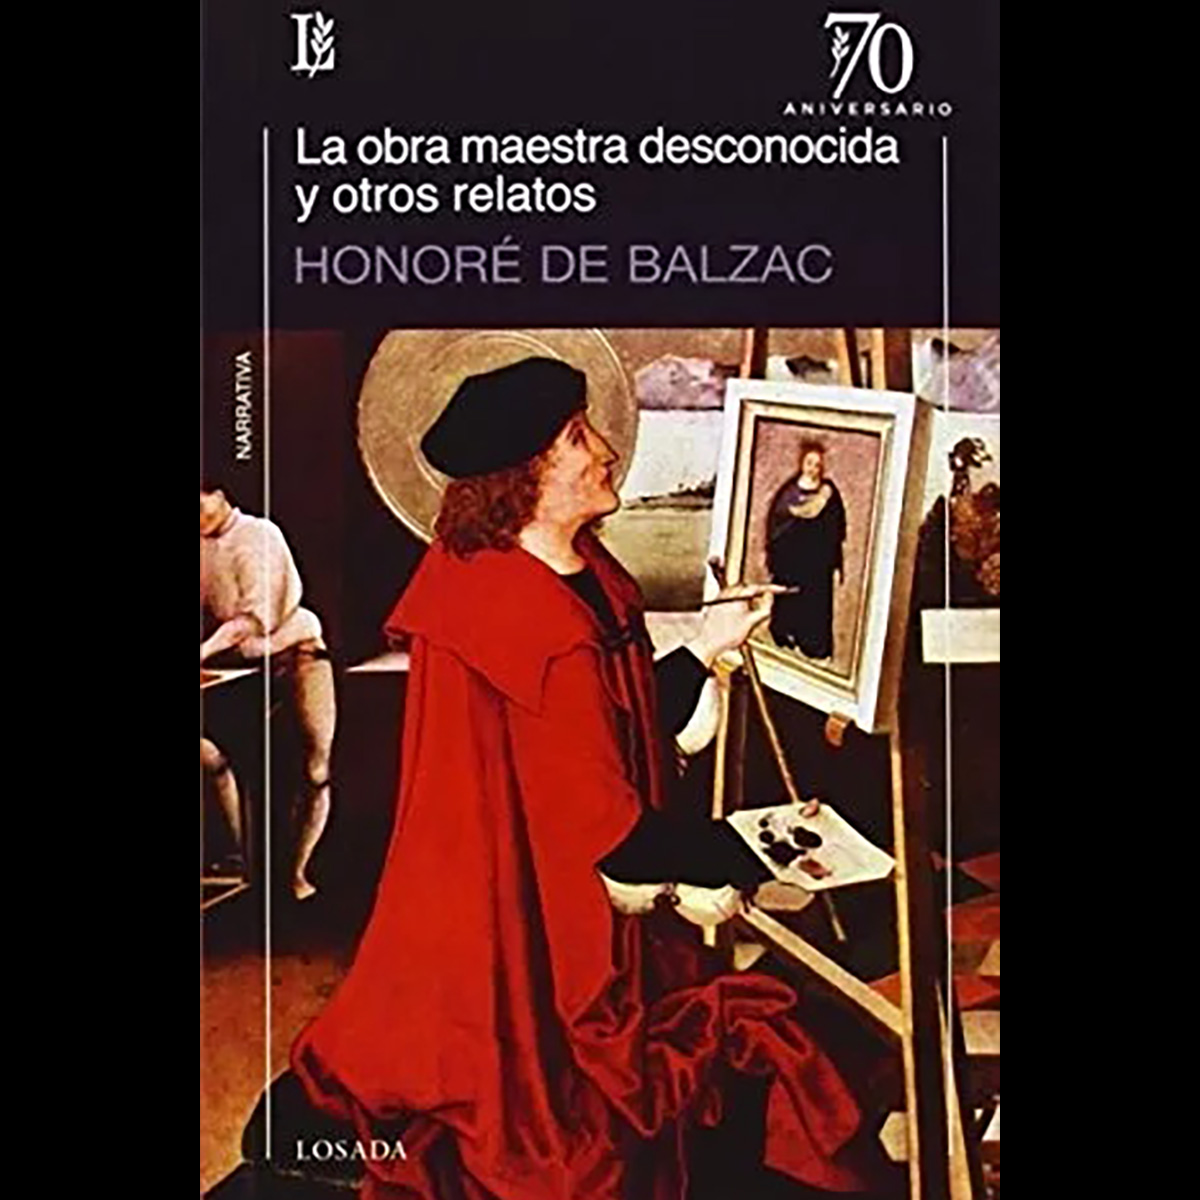 L
70
ANIVERSARIO
La obra maestra desconocida
y otros relatos
HONORÉ DE BALZAC
NARRATIVA
LOSADA